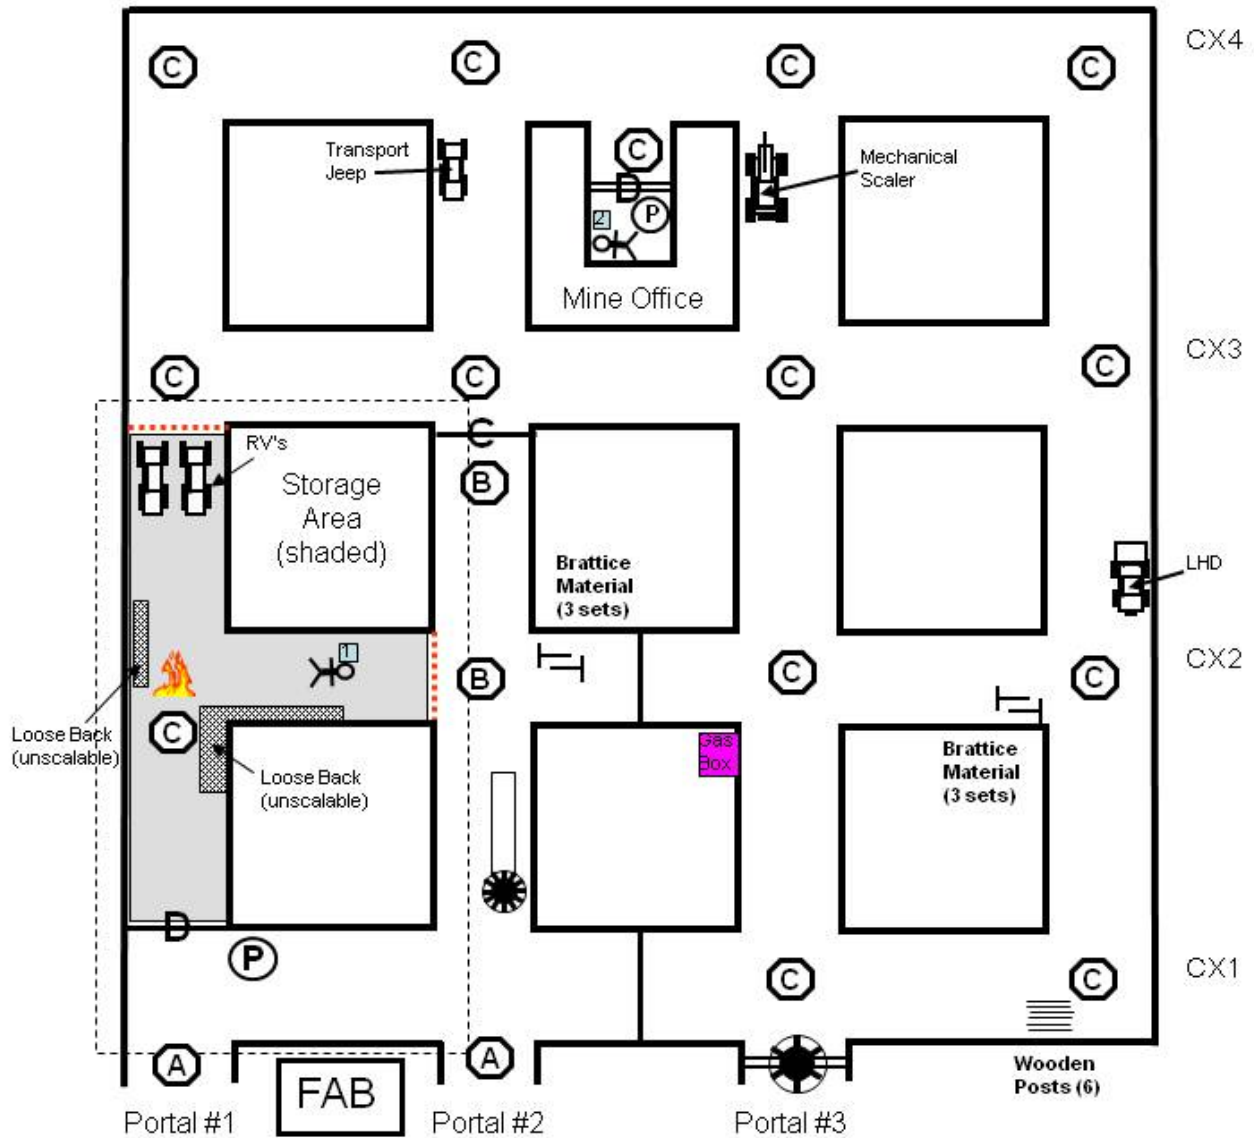 CX4
C
C
C
C
Transport
Jeep
C
D
2
P
Mechanical
Scaler
Mine Office
CX3
C
C
C
C
C
RV's
B
Storage
Area
(shaded)
Brattice
Material
(3 sets)
LHD
CX2
1
B
C
C
Loose Back
(unscalable)
C
Loose Back
(unscalable)
Gas
Box
Brattice
Material
(3 sets)
D
P
C
C
CX1
A
A
FAB
Wooden
Posts (6)
Portal #1
Portal #2
Portal #3